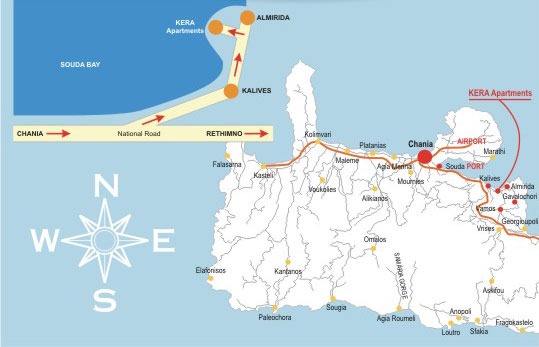 KERA
Apartments
ALMIRIDA
SOUDA BAY
KALIVES
CHANIA
National Road
RETHIMNO
KERA Apartments
Kolimvari
Platanias
Chania
AIRPORT
Falasarna
Maleme
Agia Marina
Marathi
Kasteli
Souda PORT
Voukolies
Mournies
Kalives
Almirida
Alikianos
Gavalochori
Vamos
Georgioupoli
Vrises
N
W E
S
Omalos
SAMARIA GORGE
Elafonisos
Kantanos
Askifou
Paleochora
Sougia
Agia Roumeli
Anopoli
Loutro
Sfakia
Fragokastelo